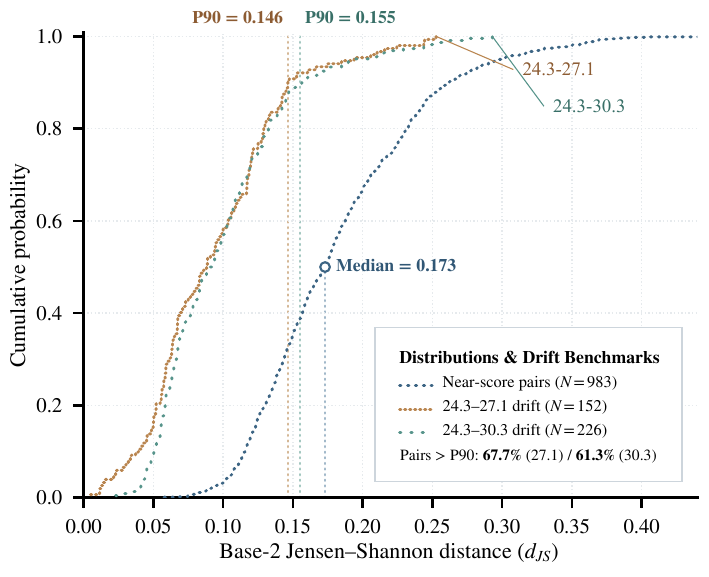 P90 = 0.146 P90 = 0.155
1.0
24.3-27.1
24.3-30.3
0.8
0.6
Median = 0.173
0.4
0.2
0.0
Cumulative probability
Distributions & Drift Benchmarks
Near-score pairs (N=983)
24.3–27.1 drift (N=152)
24.3–30.3 drift (N=226)
Pairs > P90: 67.7% (27.1) / 61.3% (30.3)
0.00 0.05 0.10 0.15 0.20 0.25 0.30 0.35 0.40
Base-2 Jensen–Shannon distance (dJS)